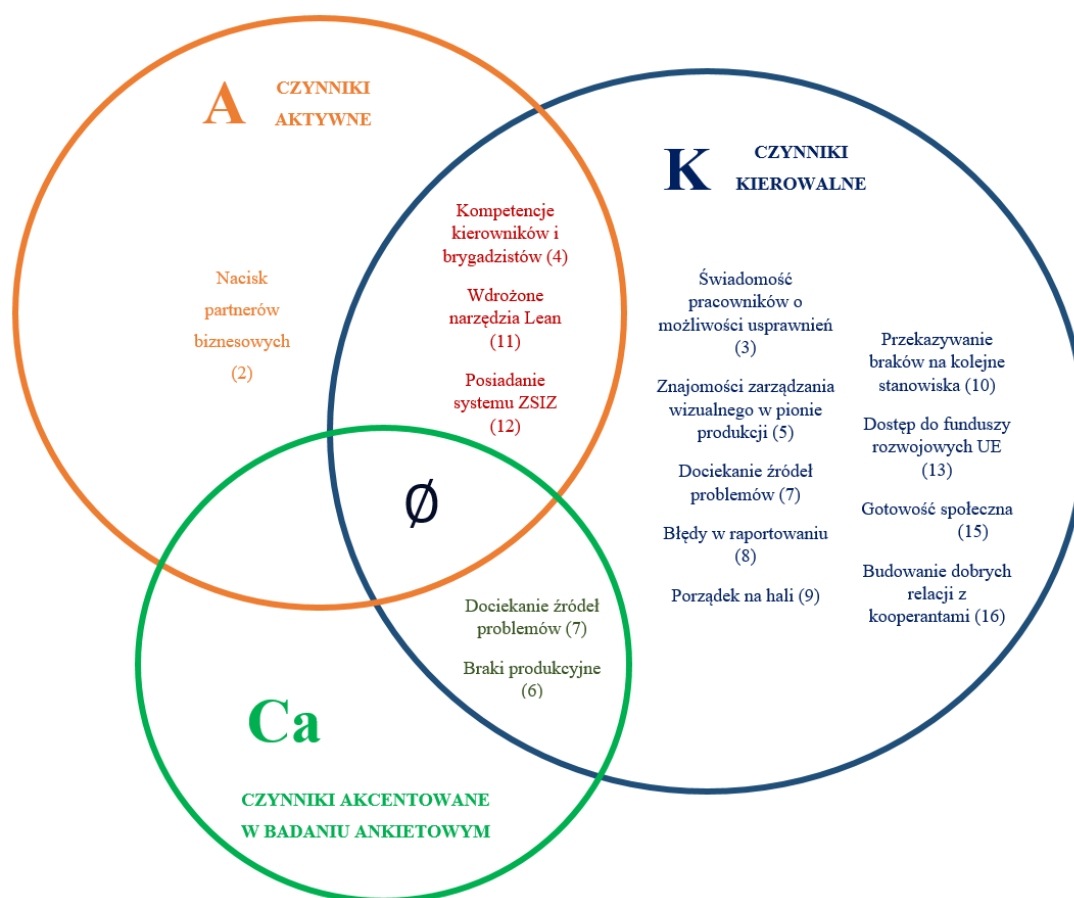 A
CZYNNIKI
AKTYWNE
K
CZYNNIKI
KIEROWALNE
Nacisk
partnerów
biznesowych
(2)
Kompetencje
kierowników i
brygadzistów (4)
Wdrożone
narzędzia Lean
(11)
Posiadanie
systemu ZSIZ
(12)
Świadomość
pracowników o
możliwości usprawnień
(3)
Znajomości zarządzania
wizualnego w pionie
produkcji (5)
Dociekanie źródeł
problemów (7)
Błędy w raportowaniu
(8)
Porządek na hali (9)
Przekazywanie
braków na kolejne
stanowiska (10)
Dostęp do funduszy
rozwojowych UE
(13)
Gotowość społeczna
(15)
Budowanie dobrych
relacji z
kooperantami (16)
Ø
Dociekanie źródeł
problemów (7)
Braki produkcyjne
(6)
Ca
CZYNNIKI AKCENTOWANE
W BADANIU ANKIETOWYM